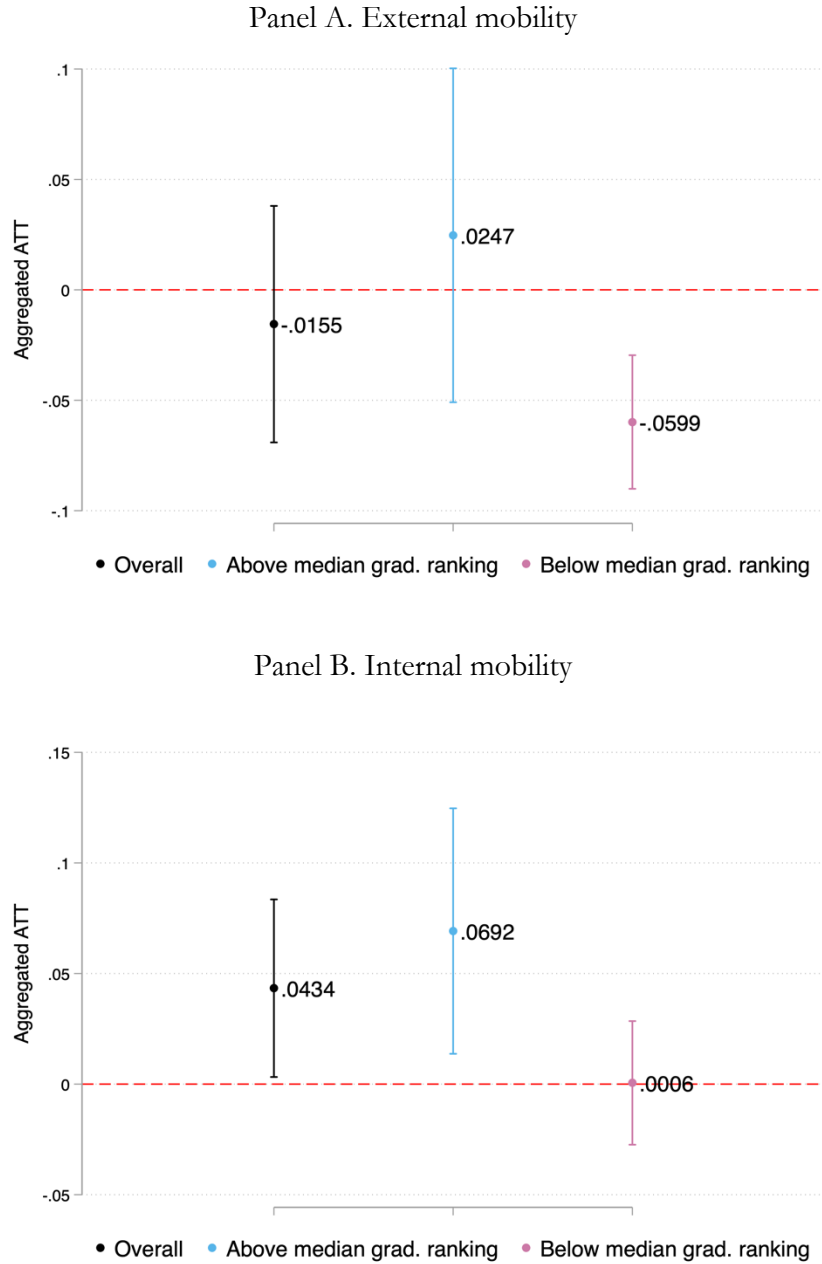 Panel A. External mobility
.1
.05
0
-.05
-.1
Aggregated ATT
-.0155
.0247
-.0599
Overall Above median grad. ranking Below median grad. ranking
Panel B. Internal mobility
.15
.1
.05
0
-.05
Aggregated ATT
.0434
.0692
.0006
Overall Above median grad. ranking Below median grad. ranking